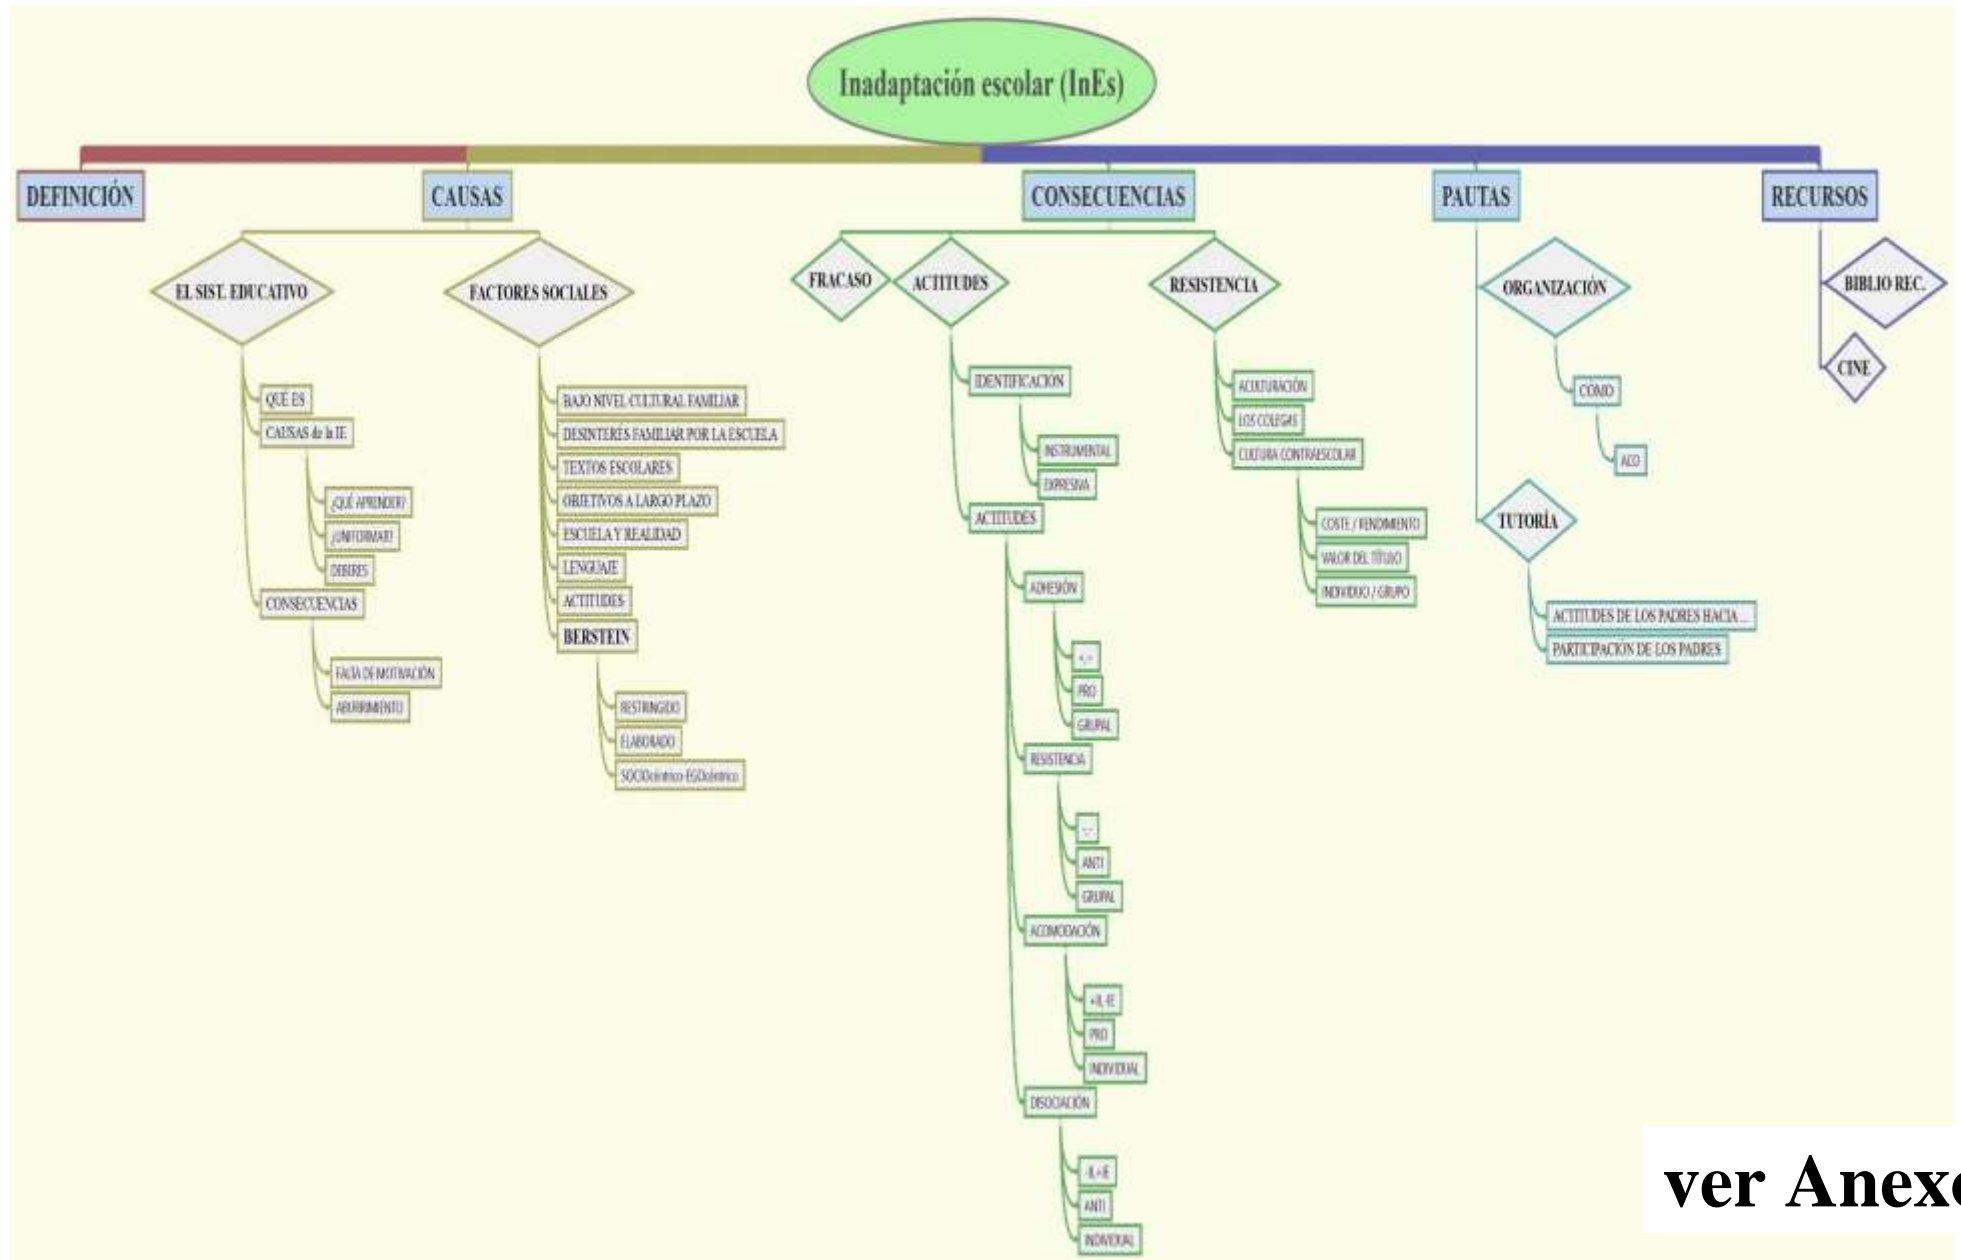 Inadaptación escolar (InEs)
DEFINICIÓN
CAUSAS
EL SIST. EDUCATIVO
QUÉ ES
CAUSAS de la IE
¿QUÉ APRENDER?
¿UNIFORMAR?
DEBERES
CONSECUENCIAS
FALTA DE MOTIVACIÓN
ABURRIMIENTO
FACTORES SOCIALES
BAJO NIVEL CULTURAL FAMILIAR
DESINTERÉS FAMILIAR POR LA ESCUELA
TEXTOS ESCOLARES
OBJETIVOS A LARGO PLAZO
ESCUELA Y REALIDAD
LENGUAJE
ACTITUDES
BERSTEIN
RESTRINGIDO
ELABORADO
SOCIOcéntrico-EGOcéntrico
CONSECUENCIAS
FRACASO
ACTITUDES
IDENTIFICACIÓN
INSTRUMENTAL
EXPRESIVA
ACTITUDES
ADHESIÓN
PRO
GRUPAL
RESISTENCIA
ANTI
GRUPAL
ACOMODACIÓN
PRO
INDIVIDUAL
DISOCIACIÓN
ANTI
INDIVIDUAL
RESISTENCIA
ACULTURACIÓN
LOS COLEGAS
CULTURA CONTRAESCOLAR
COSTE / RENDIMIENTO
VALOR DEL TÍTULO
INDIVIDUO / GRUPO
PAUTAS
ORGANIZACIÓN
COMO
ACO
TUTORÍA
ACTITUDES DE LOS PADRES HACIA ...
PARTICIPACIÓN DE LOS PADRES
RECURSOS
BIBLIO REC.
CINE
ver Anexo